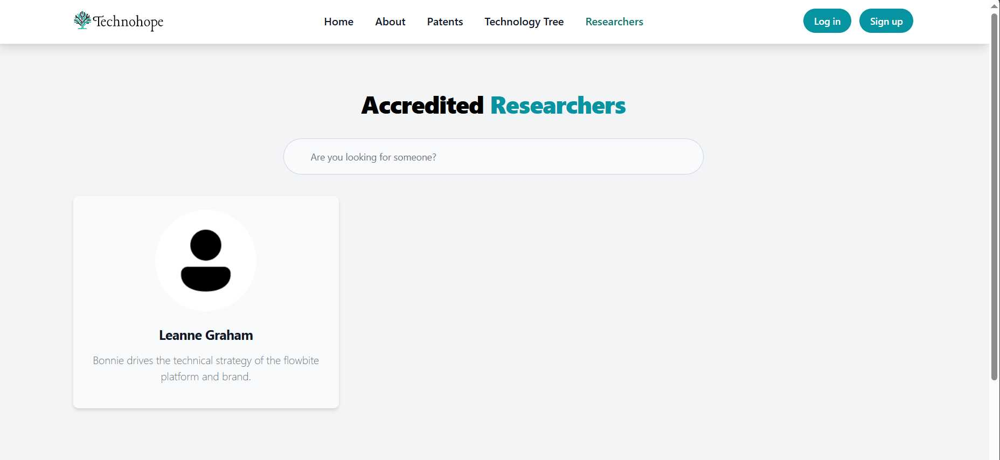 Technohope
Home About Patents Technology Tree Researchers
Log in Sign up
Accredited Researchers
Are you looking for someone?
Leanne Graham
Bonnie drives the technical strategy of the flowbite
platform and brand.